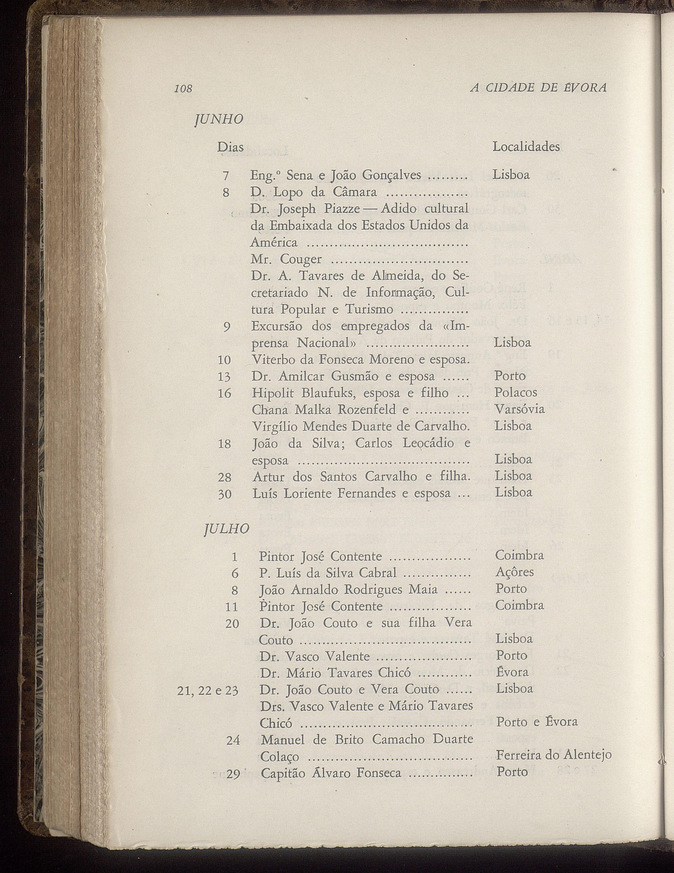 108 A CIDADE DE ÉVORA
JUNHO
Dias Localidades
7 Eng.º Sena e João Gonçalves ......... Lisboa
8 D. Lopo da Câmara ..................
Dr. Joseph Piazze — Adido cultural
da Embaixada dos Estados Unidos da
América ...................................
Mr. Couger ..............................
Dr. A. Tavares de Almeida, do Se-
cretariado N. de Informação, Cul-
tura Popular e Turismo ...............
9 Excursão dos empregados da «Im-
prensa Nacional» ....................... Lisboa
10 Viterbo da Fonseca Moreno e esposa.
13 Dr. Amilcar Gusmão e esposa ...... Porto
16 Hipolit Blaufuks, esposa e filho ... Polacos
Chana Malka Rozenfeld e ............ Varsóvia
Virgílio Mendes Duarte de Carvalho. Lisboa
18 João da Silva; Carlos Leocádio e
esposa ..................................... Lisboa
28 Artur dos Santos Carvalho e filha. Lisboa
30 Luís Loriente Fernandes e esposa ... Lisboa
JULHO
1 Pintor José Contente .................. Coimbra
6 P. Luís da Silva Cabral ............... Açôres
8 João Arnaldo Rodrigues Maia ...... Porto
11 Pintor José Contente .................. Coimbra
20 Dr. João Couto e sua filha Vera
Couto ..................................... Lisboa
Dr. Vasco Valente ..................... Porto
Dr. Mário Tavares Chicó ............ Évora
21, 22 e 23 Dr. João Couto e Vera Couto ...... Lisboa
Drs. Vasco Valente e Mário Tavares
Chicó ..................................... Porto e Évora
24 Manuel de Brito Camacho Duarte
Colaço .................................... Ferreira do Alentejo
29 Capitão Álvaro Fonseca .............. Porto